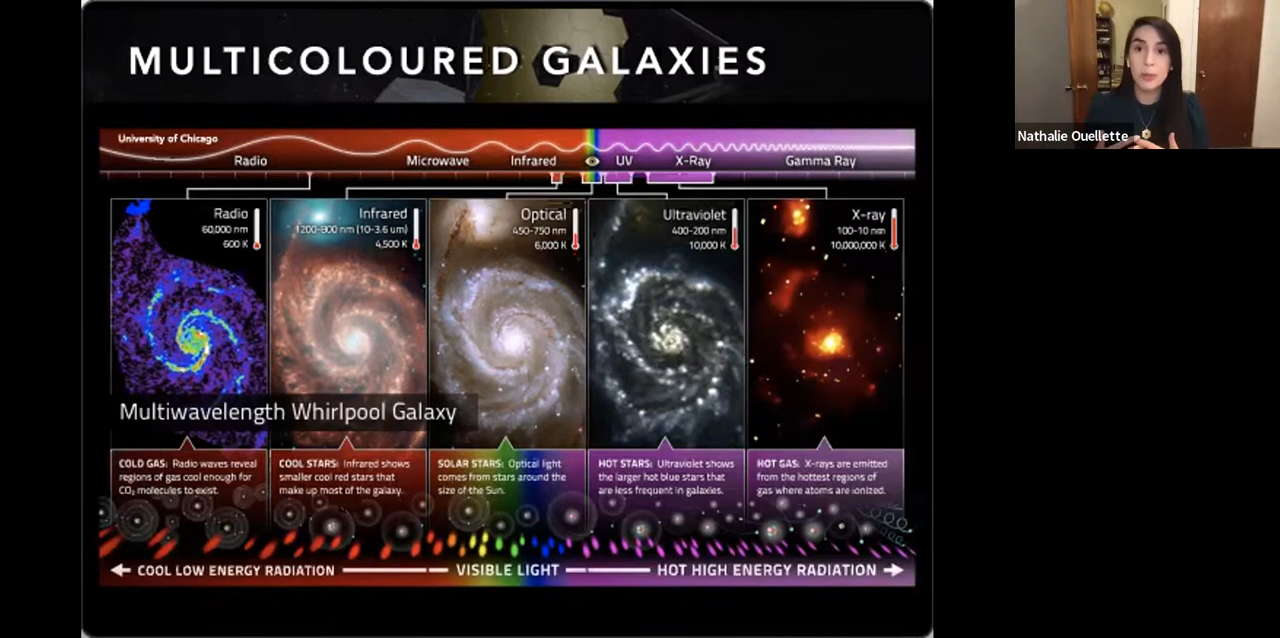 MULTICOLOURED GALAXIES
Nathalie Ouellette
University of Chicago
Radio
Microwave
Infrared
UV
X-Ray
Gamma Ray
Radio
60,000 nm
600 K
Infrared
1200-800 nm (10-3.6 um)
4,500 K
Optical
450-750 nm
6,000 K
Ultraviolet
400-200 nm
10,000 K
X-ray
100-10 nm
10,000,000 K
Multiwavelength Whirlpool Galaxy
COLD GAS: Radio waves reveal
regions of gas cool enough for
CO₂ molecules to exist.
COOL STARS: Infrared shows
smaller cool red stars that
make up most of the galaxy.
SOLAR STARS: Optical light
comes from stars around the
size of the Sun.
HOT STARS: Ultraviolet shows
the larger hot blue stars that
are less frequent in galaxies.
HOT GAS: X-rays are emitted
from the hottest regions of
gas where atoms are ionized.
COOL LOW ENERGY RADIATION
VISIBLE LIGHT
HOT HIGH ENERGY RADIATION